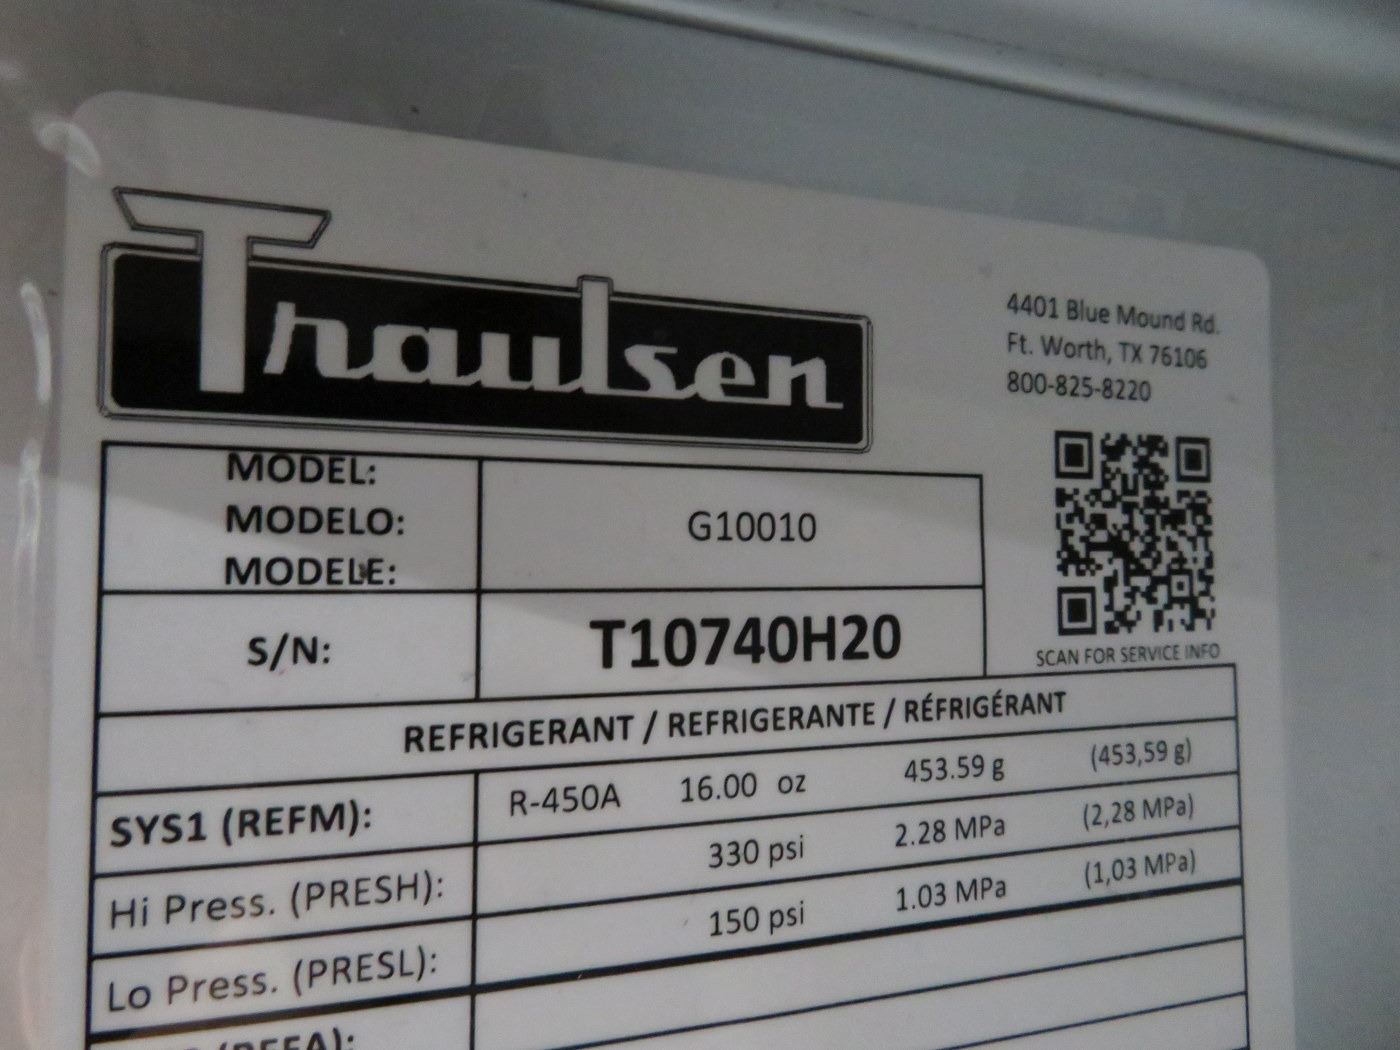 Traulsen
4401 Blue Mound Rd.
Ft. Worth, TX 76106
800-825-8220
MODEL:
MODELO:
MODELE:
G10010
SCAN FOR SERVICE INFO
S/N:
T10740H20
REFRIGERANT / REFRIGERANTE / RÉFRIGÉRANT
SYS1 (REFM): R-450A 16.00 oz 453.59 g (453,59 g)
Hi Press. (PRESH): 330 psi 2.28 MPa (2,28 MPa)
Lo Press. (PRESL): 150 psi 1.03 MPa (1,03 MPa)
(REFA):